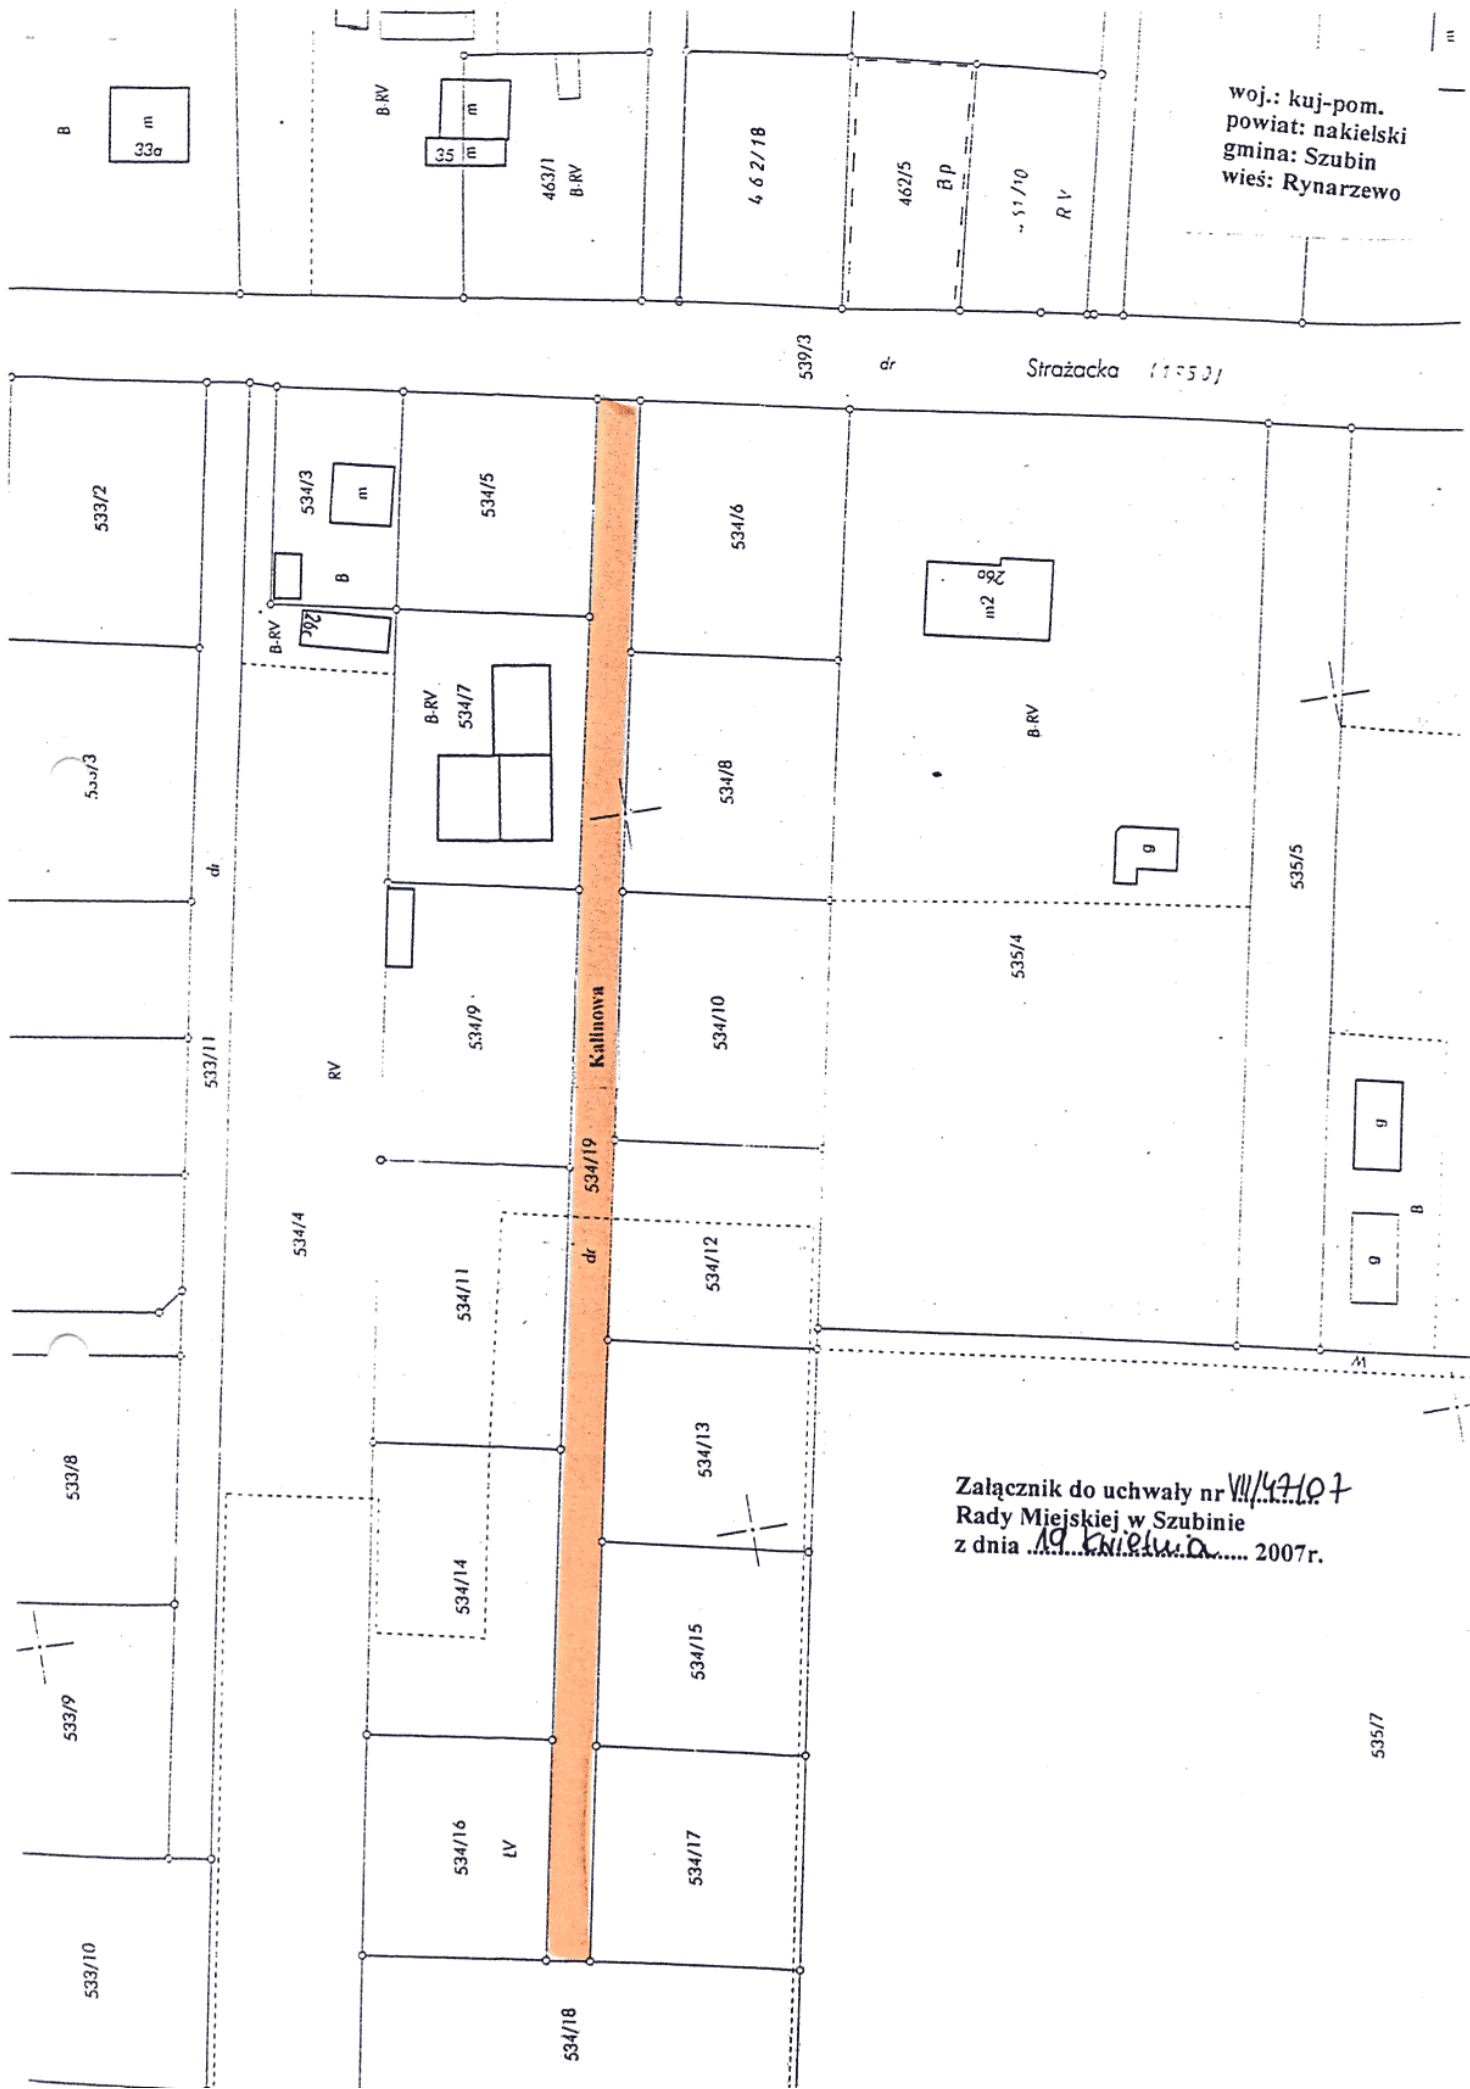 woj.: kuj-pom.
powiat: nakielski
gmina: Szubin
wieś: Rynarzewo
B
m
33a
B-RV
m
35 m
463/1
B-RV
462/18
462/5
Bp
RV
m
539/3
dr
Strażacka
533/2
534/3
m
B
534/5
534/6
26a
m2
B-RV
26c
B-RV
534/7
534/8
B-RV
g
dr
535/5
534/9
Kalinowa
534/10
535/4
533/11
RV
534/19
dr
g
g
B
534/4
534/11
534/12
W
533/8
534/13
534/14
533/9
534/15
535/7
Załącznik do uchwały nr VII/47/07
Rady Miejskiej w Szubinie
z dnia 19 kwietnia 2007r.
534/16
ŁV
534/17
533/10
534/18